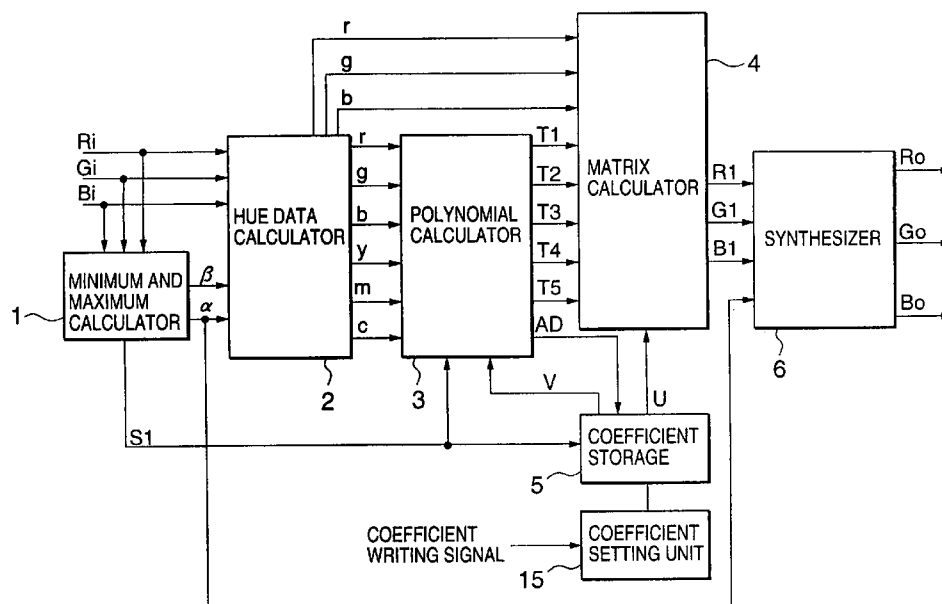 r
g
4
b
Ri
r
T1
Gi
g
T2
MATRIX
CALCULATOR
R1
Ro
Bi
HUE DATA
CALCULATOR
b
POLYNOMIAL
CALCULATOR
T3
G1
SYNTHESIZER
Go
y
T4
B1
MINIMUM AND
MAXIMUM
CALCULATOR
1
β
α
m
T5
c
AD
Bo
2
3
6
V
U
S1
COEFFICIENT
STORAGE
5
COEFFICIENT
WRITING SIGNAL
COEFFICIENT
SETTING UNIT
15